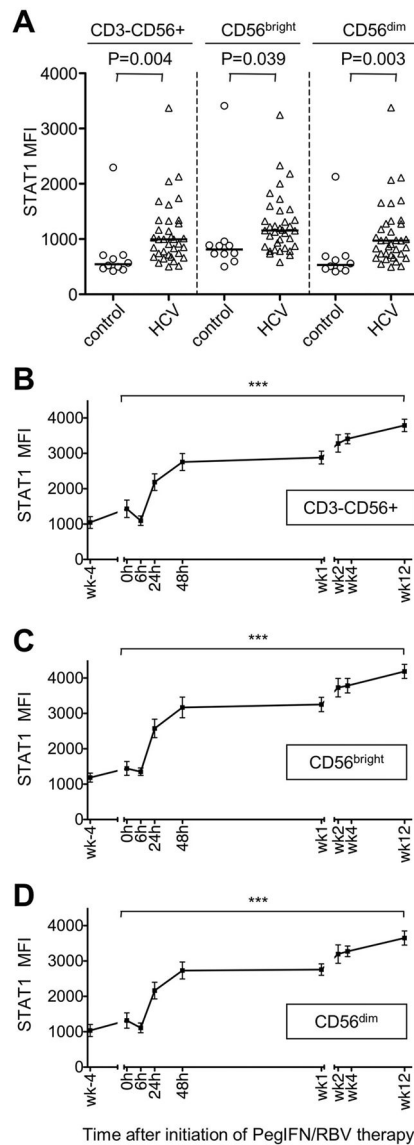 A
CD3-CD56+ CD56bright CD56dim
P=0.004 P=0.039 P=0.003
STAT1 MFI
4000
3000
2000
1000
0
control HCV control HCV control HCV
B
***
STAT1 MFI
4000
3000
2000
1000
0
CD3-CD56+
wk-4 0h 6h 24h 48h wk1 wk2 wk4 wk12
C
***
STAT1 MFI
4000
3000
2000
1000
0
CD56bright
wk-4 0h 6h 24h 48h wk1 wk2 wk4 wk12
D
***
STAT1 MFI
4000
3000
2000
1000
0
CD56dim
wk-4 0h 6h 24h 48h wk1 wk2 wk4 wk12
Time after initiation of PegIFN/RBV therapy